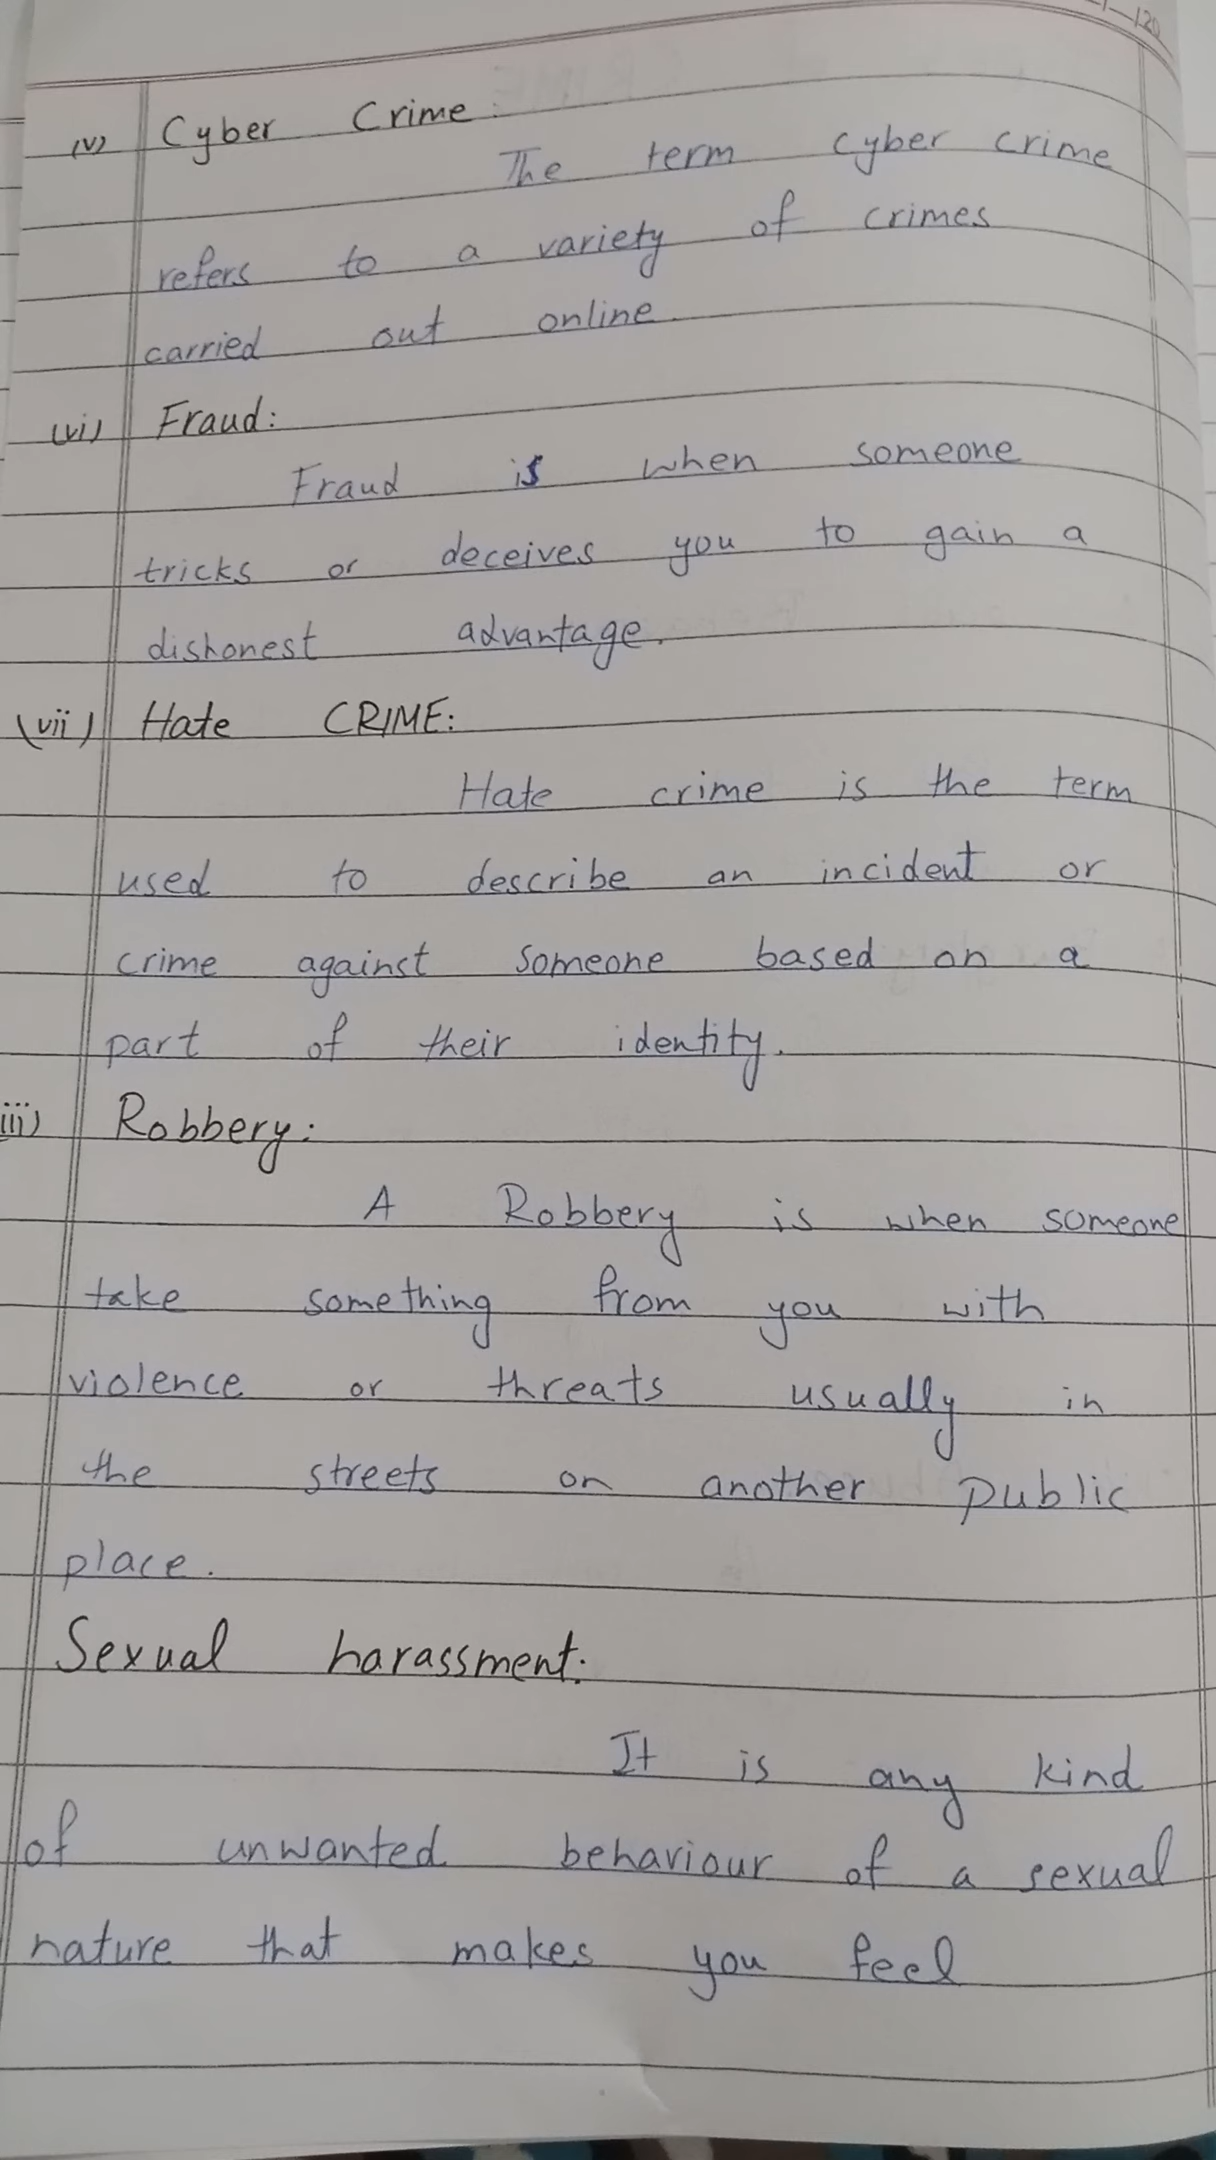 (v) Cyber Crime:
The term cyber crime
refers to a variety of crimes
carried out online.
(vi) Fraud:
Fraud is when someone
tricks or deceives you to gain a
dishonest advantage.
(vii) Hate CRIME:
Hate crime is the term
used to describe an incident or
crime against someone based on a
part of their identity.
iii) Robbery:
A Robbery is when someone
take something from you with
violence or threats usually in
the streets on another public
place.
Sexual harassment:
It is any kind
of unwanted behaviour of a sexual
nature that makes you feel